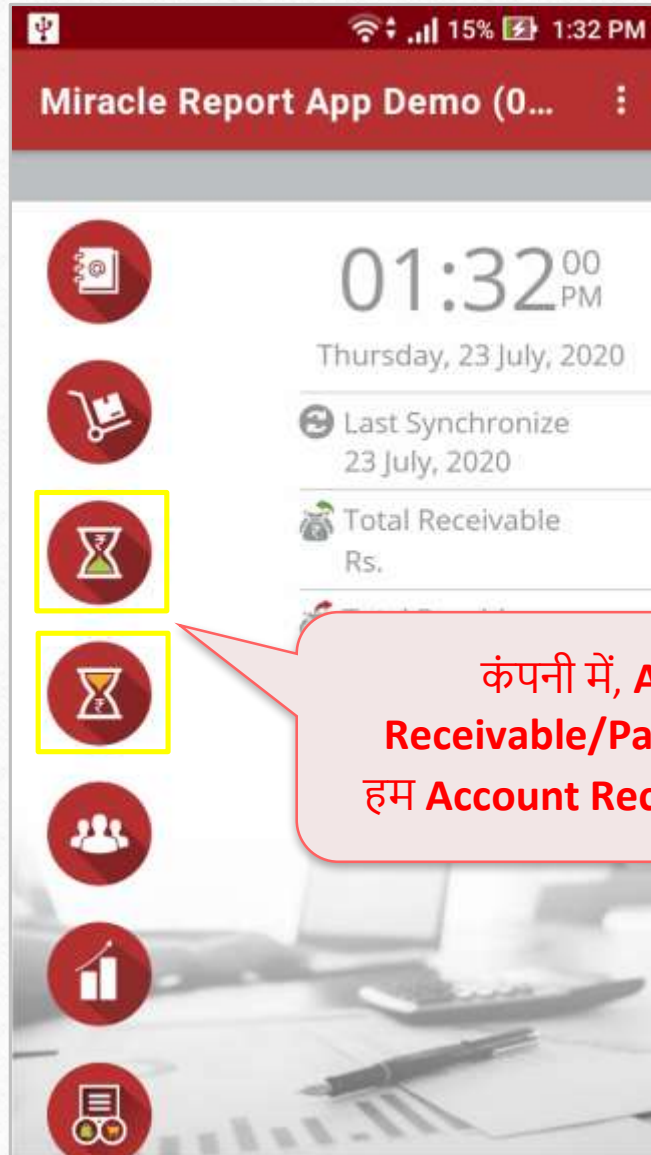 15% 1:32 PM
Miracle Report App Demo (0...
01:32 00 PM
Thursday, 23 July, 2020
Last Synchronize
23 July, 2020
Total Receivable
Rs.
कंपनी में,
Receivable/Pa
हम Account Rec